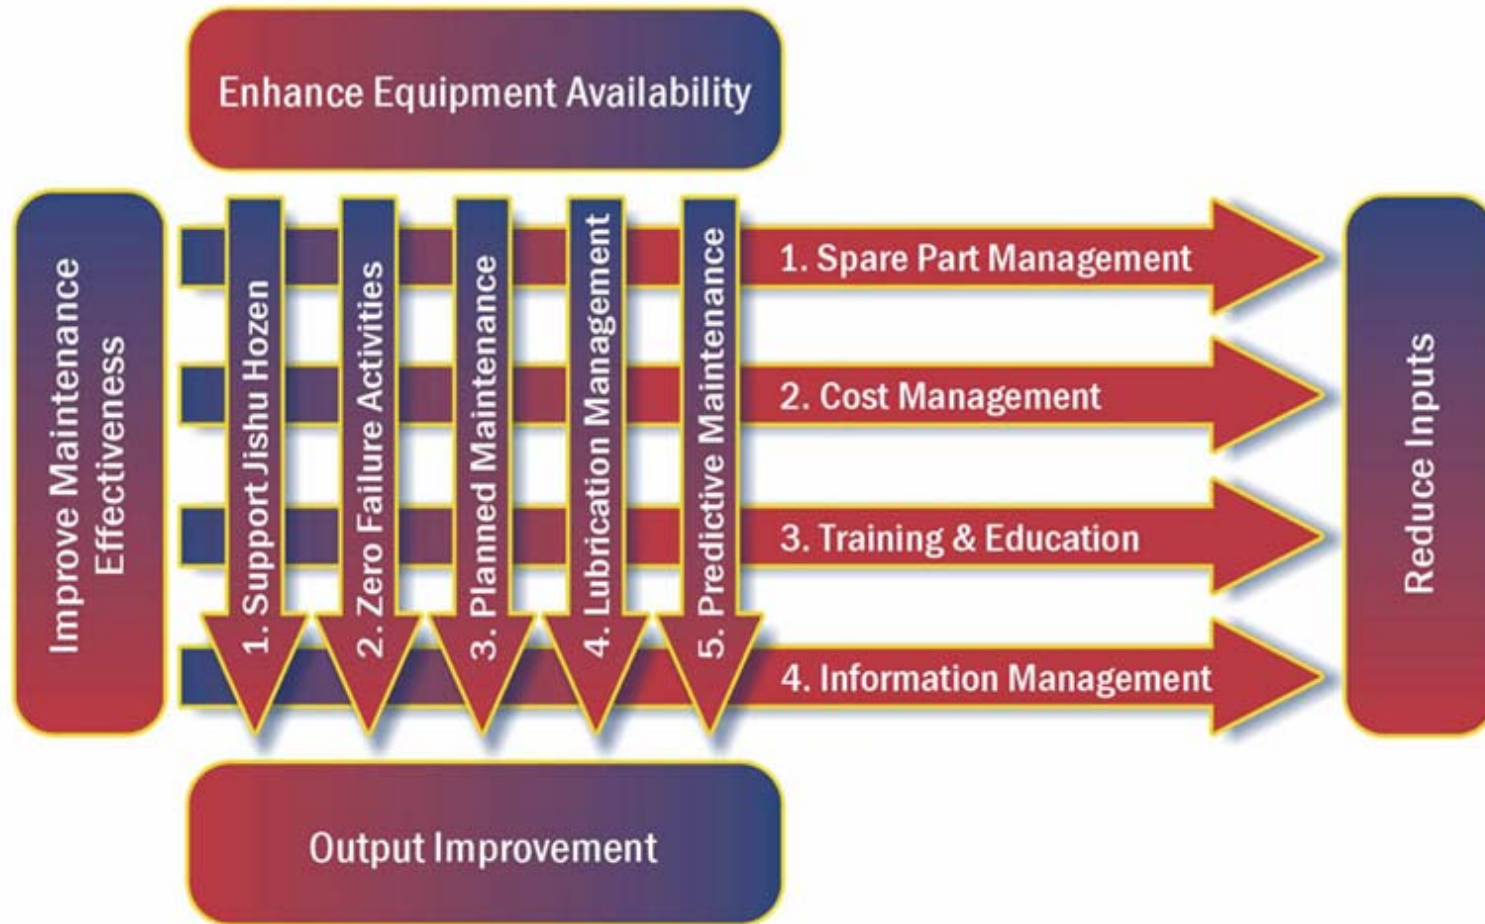 Enhance Equipment Availability
Improve Maintenance
Effectiveness
1. Support Jishu Hozen
2. Zero Failure Activities
3. Planned Maintenance
4. Lubrication Management
5. Predictive Maintenance
1. Spare Part Management
2. Cost Management
3. Training & Education
4. Information Management
Reduce Inputs
Output Improvement